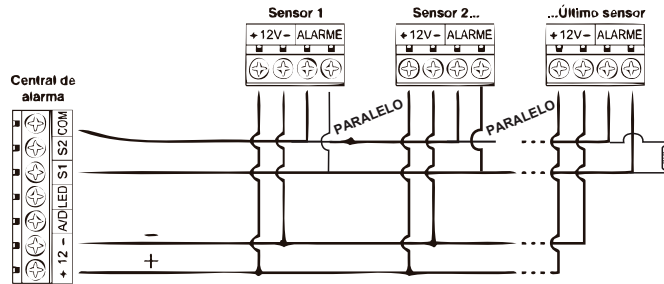 Sensor 1
Sensor 2...
...Último sensor
+ 12V - ALARME
+ 12V - ALARME
+ 12V - ALARME
Central de
alarma
PARALELO
PARALELO
COM
S2
S1
LED
A/D
+ 12 -
−
+